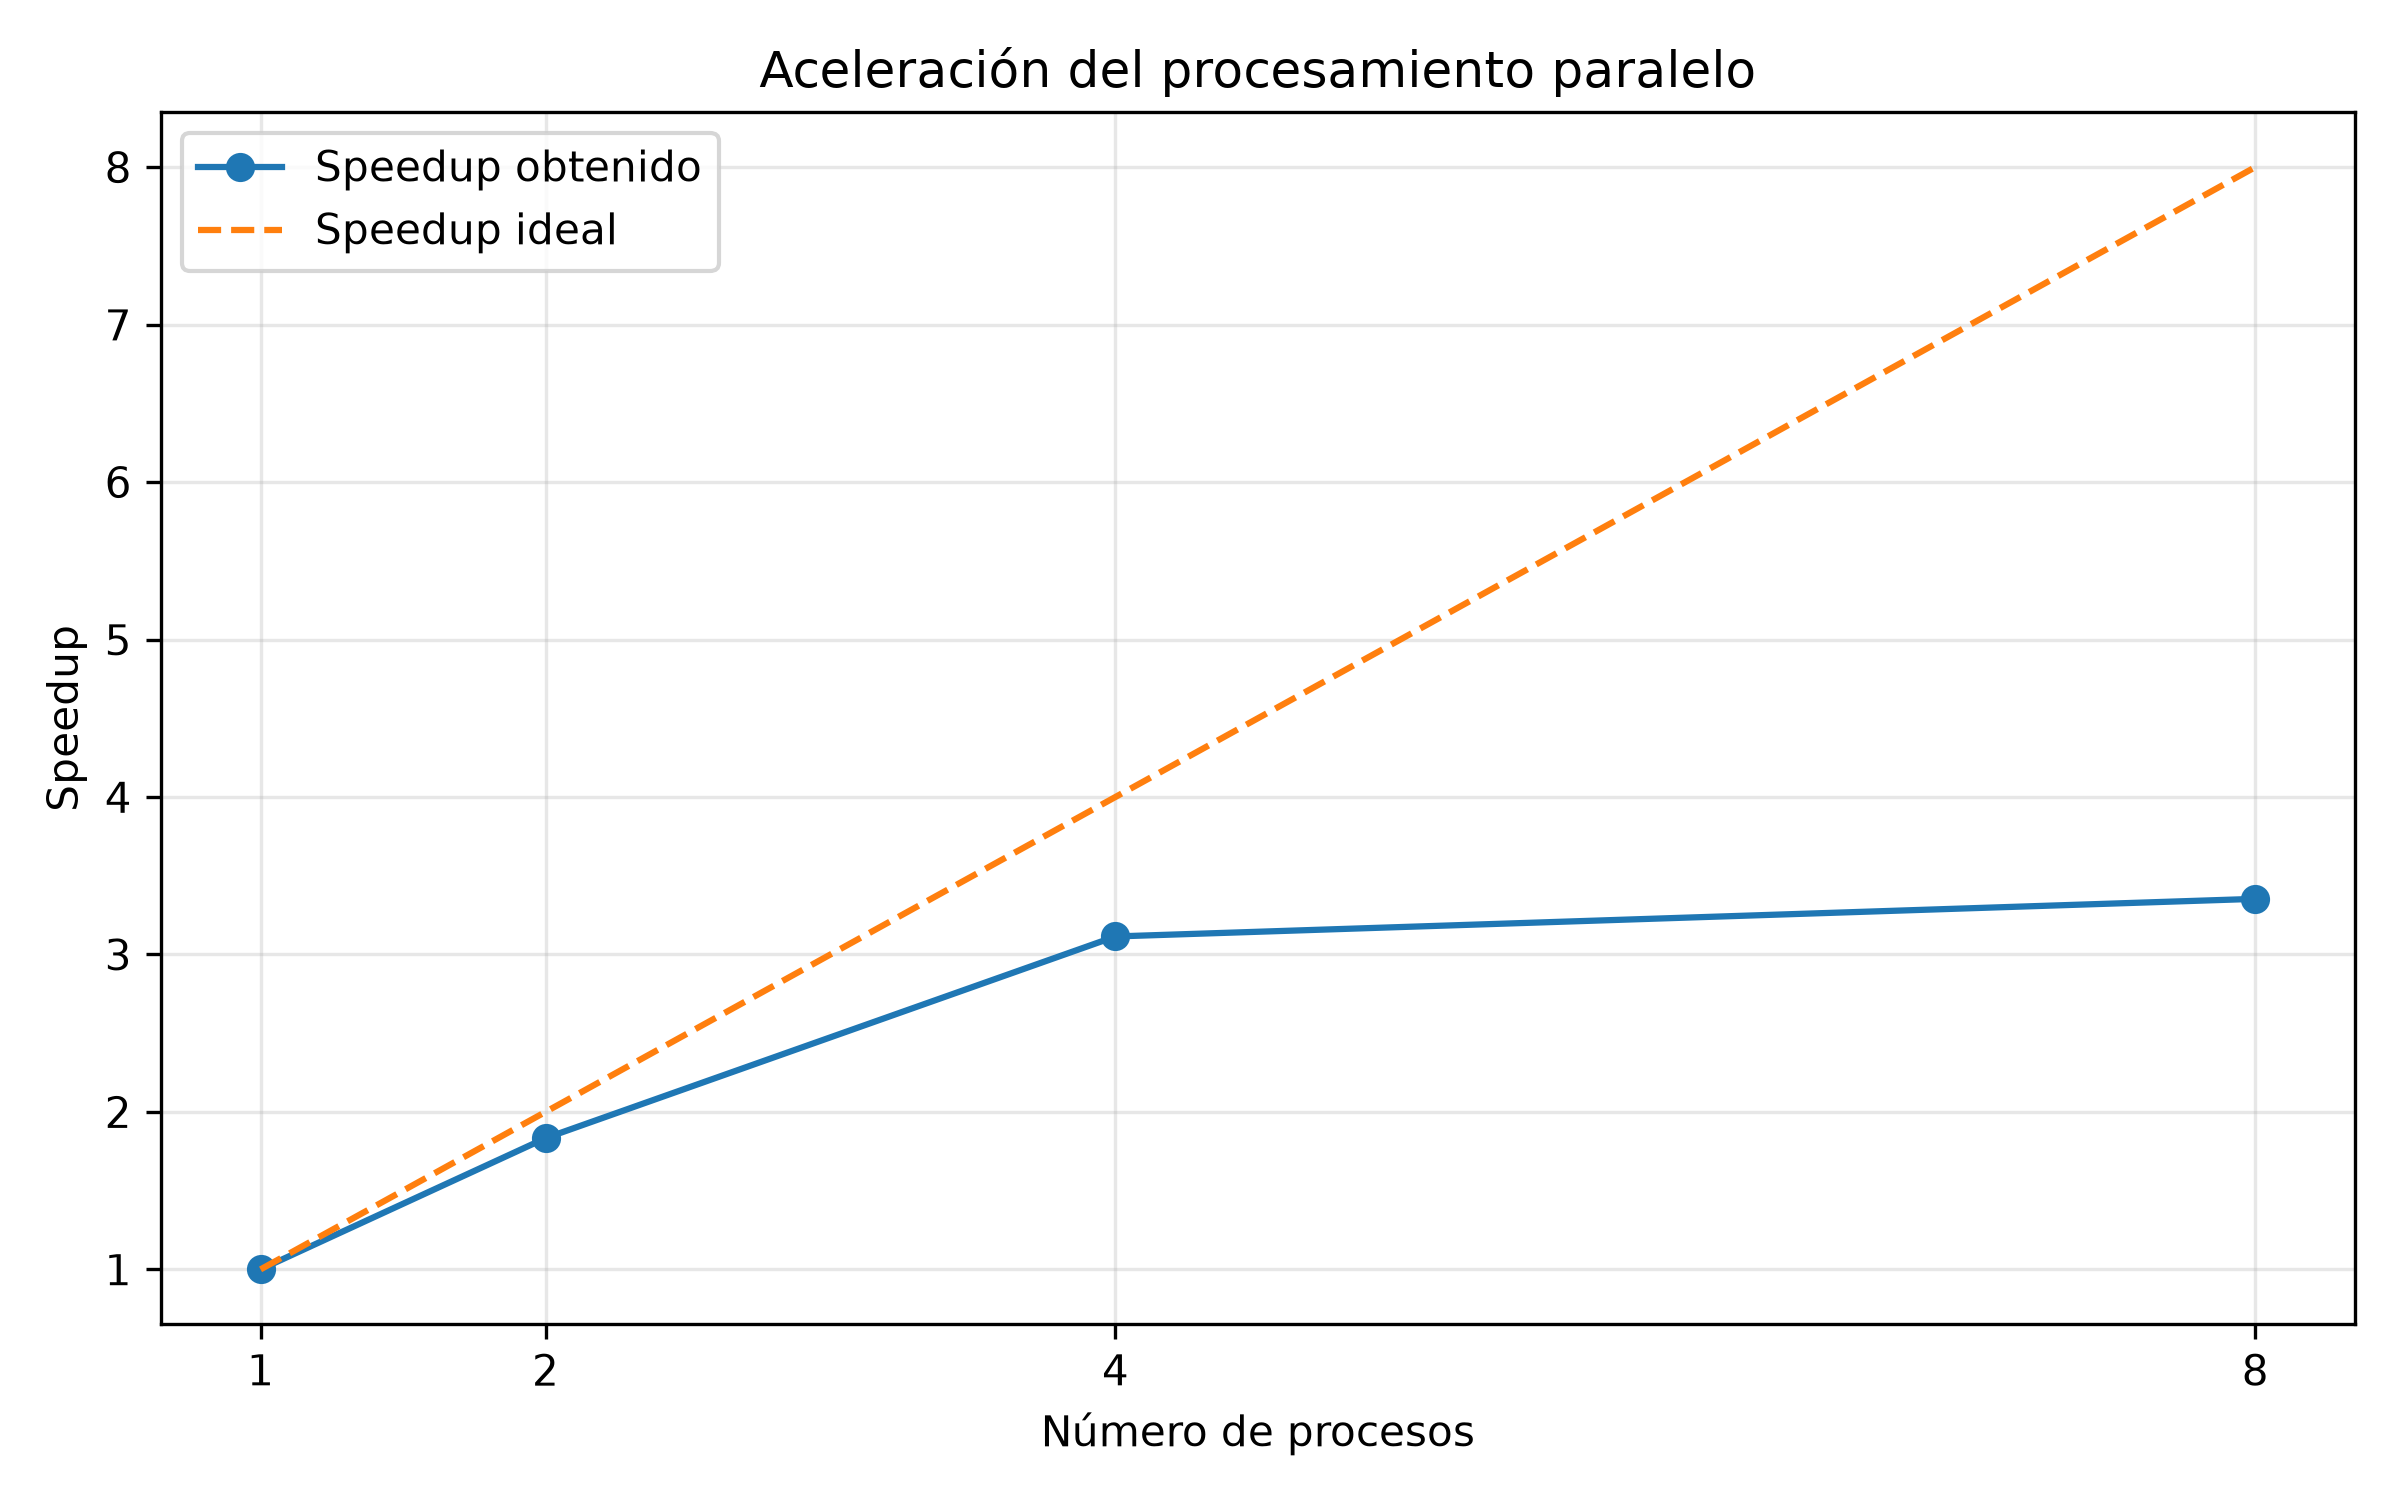 Aceleración del procesamiento paralelo
Speedup obtenido
Speedup ideal
8
7
6
5
4
3
2
1
Speedup
1 2 4 8
Número de procesos